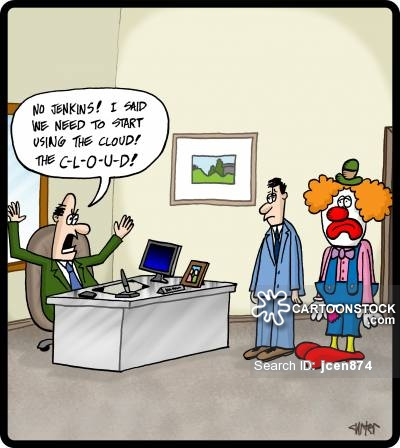 NO JENKINS! I SAID
WE NEED TO START
USING THE CLOUD!
THE C-L-O-U-D!
CARTOONSTOCK
.com
Search ID: jcen874